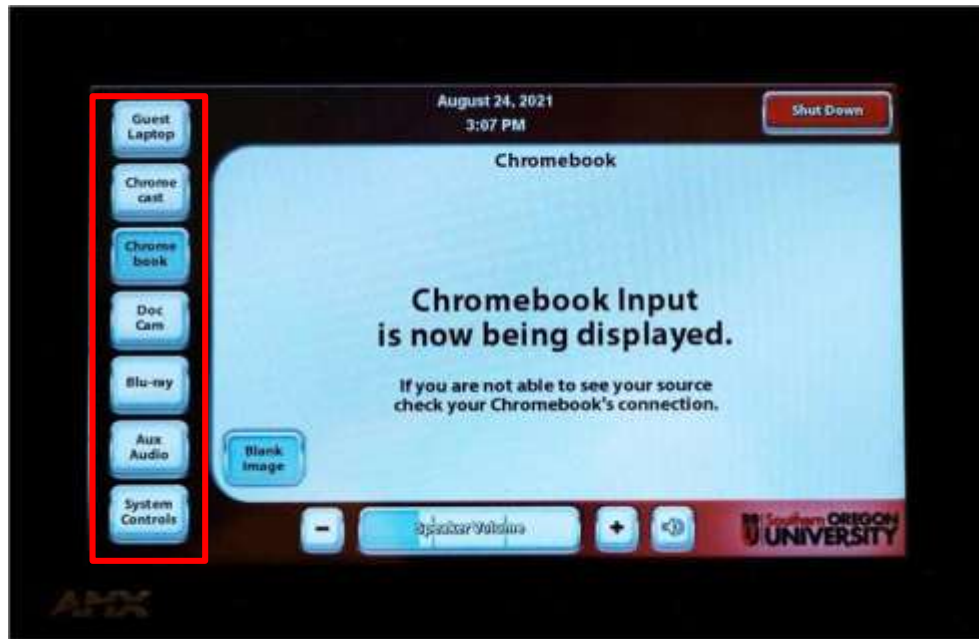 August 24, 2021
3:07 PM
Shut Down
Guest
Laptop
Chrome
cast
Chrome
book
Doc
Cam
Blu-ray
Aux
Audio
System
Controls
Chromebook
Chromebook Input
is now being displayed.
If you are not able to see your source
check your Chromebook's connection.
Blank
Image
-
Speaker Volume
+
Southern OREGON
UNIVERSITY
AMX